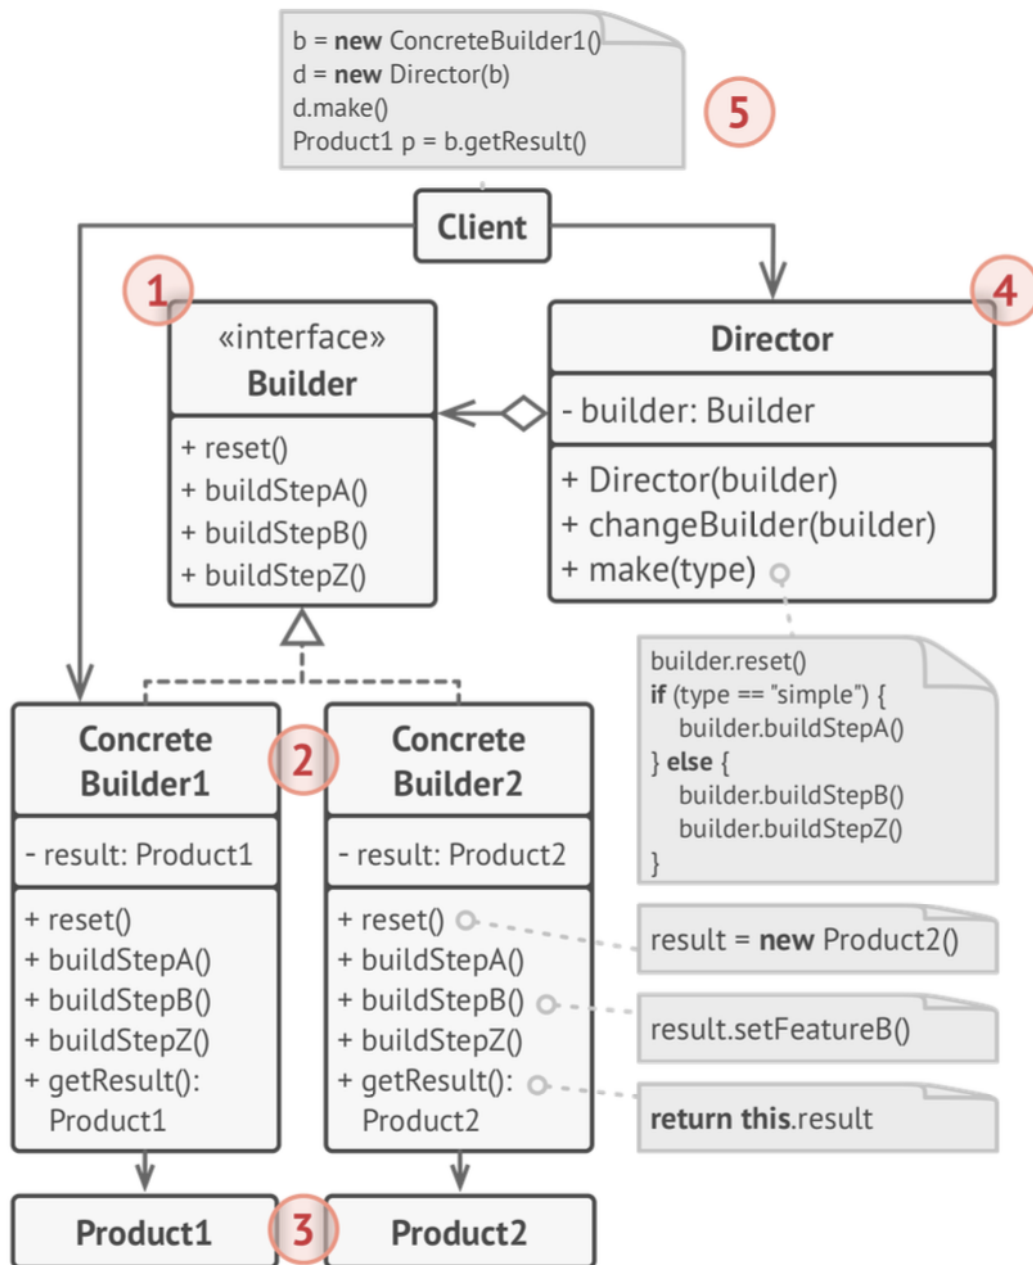 b = new ConcreteBuilder1()
d = new Director(b)
d.make()
Product1 p = b.getResult()
5
Client
1
«interface»
Builder
+ reset()
+ buildStepA()
+ buildStepB()
+ buildStepZ()
4
Director
- builder: Builder
+ Director(builder)
+ changeBuilder(builder)
+ make(type)
builder.reset()
if (type == "simple") {
builder.buildStepA()
} else {
builder.buildStepB()
builder.buildStepZ()
}
Concrete
Builder1
- result: Product1
+ reset()
+ buildStepA()
+ buildStepB()
+ buildStepZ()
+ getResult():
Product1
2
Concrete
Builder2
- result: Product2
+ reset()
+ buildStepA()
+ buildStepB()
+ buildStepZ()
+ getResult():
Product2
result = new Product2()
result.setFeatureB()
return this.result
Product1
3
Product2